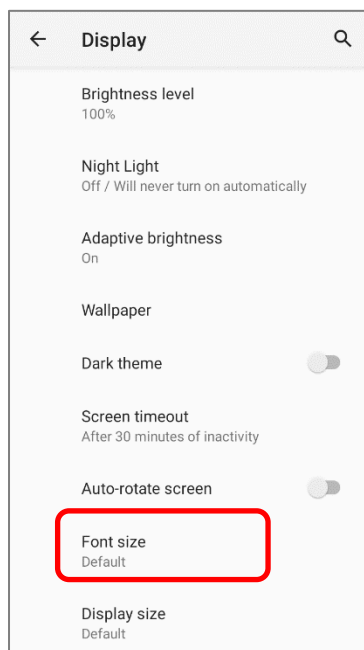 Display
Brightness level
100%
Night Light
Off / Will never turn on automatically
Adaptive brightness
On
Wallpaper
Dark theme
Screen timeout
After 30 minutes of inactivity
Auto-rotate screen
Font size
Default
Display size
Default